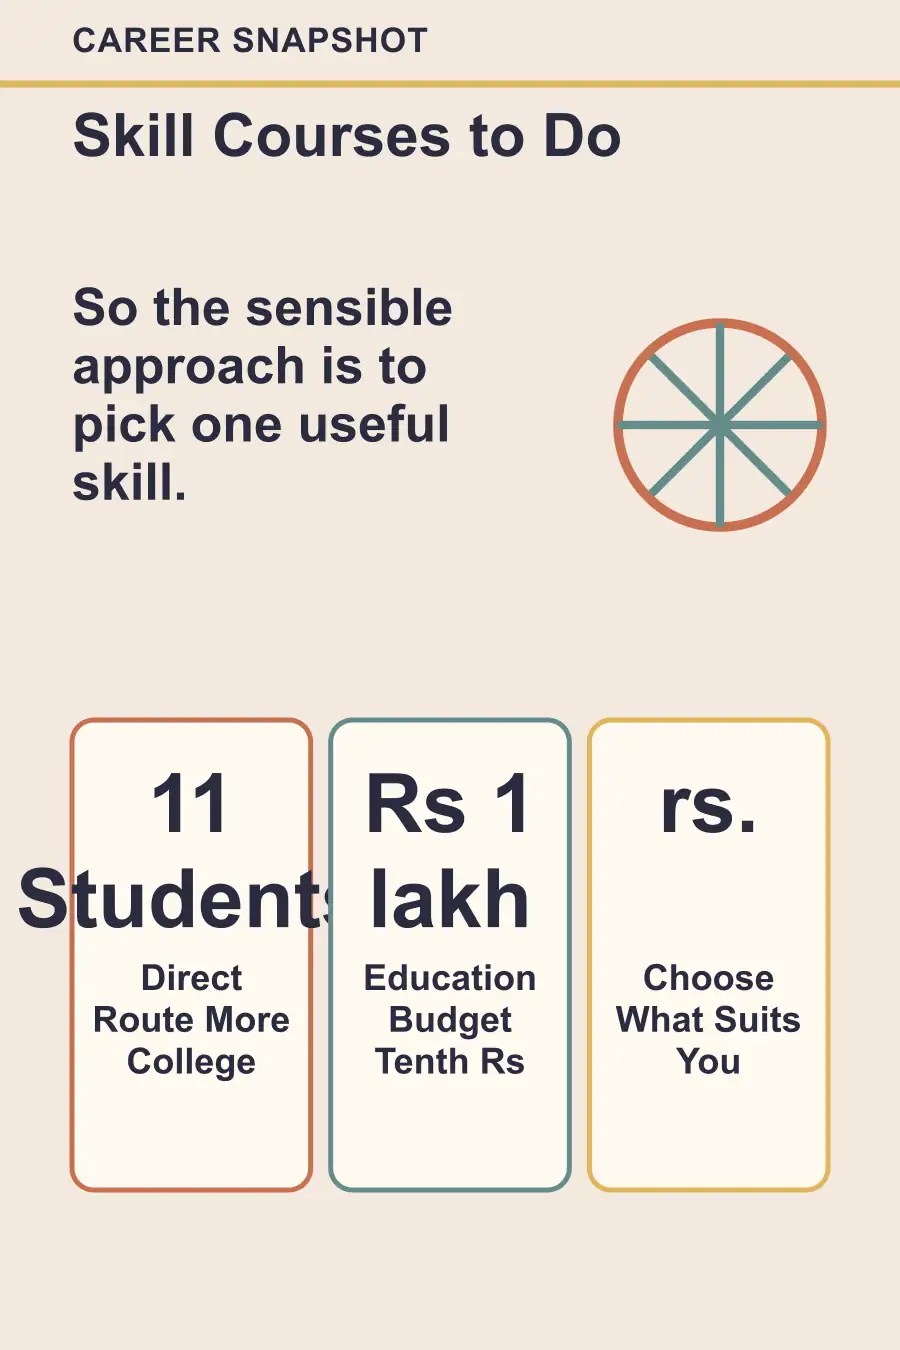 CAREER SNAPSHOT
Skill Courses to Do
So the sensible
approach is to
pick one useful
skill.
11
Students
Direct
Route More
College
Rs 1
lakh
Education
Budget
Tenth Rs
rs.
Choose
What Suits
You